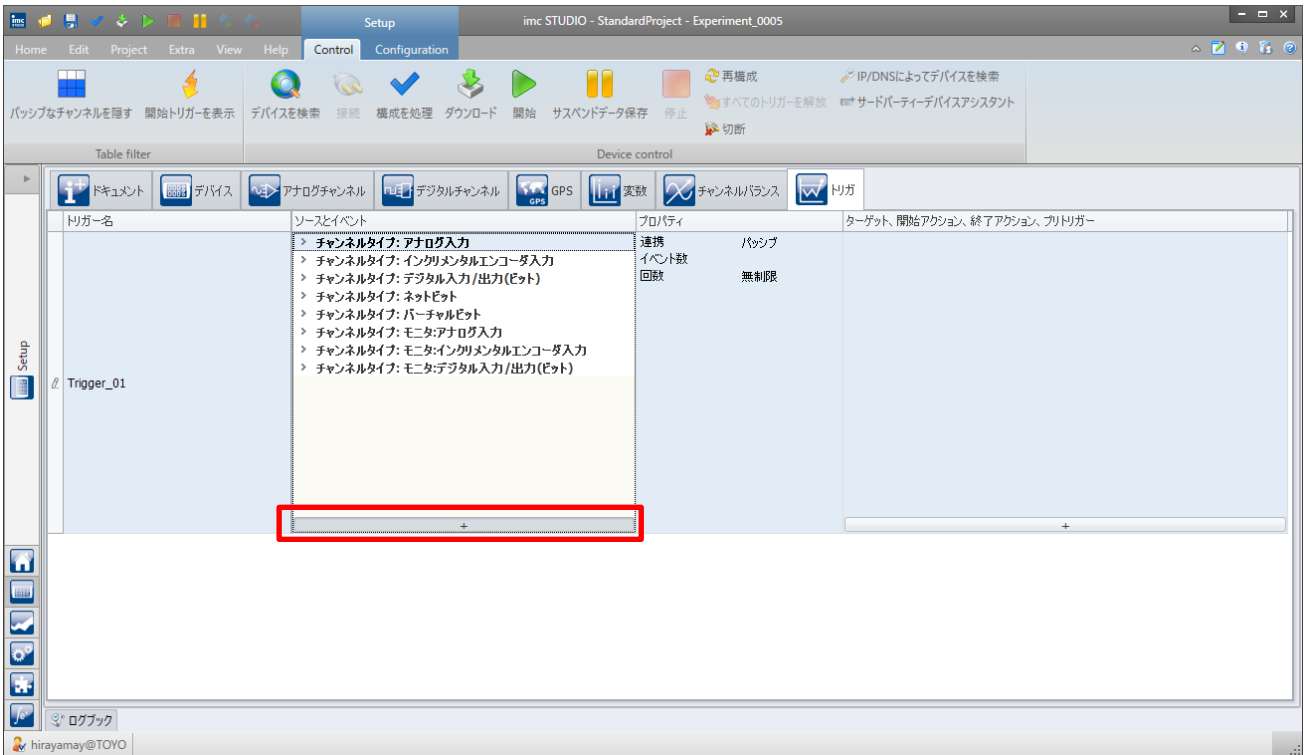 imc
Setup
imc STUDIO - StandardProject - Experiment_0005
Home Edit Project Extra View Help Control Configuration
パッシブなチャンネルを隠す 開始トリガーを表示 デバイスを検索 接続 構成を処理 ダウンロード 開始 サスペンドデータ保存 停止
再構成 IP/DNSによってデバイスを検索
すべてのトリガーを解放 サードパーティーデバイスアシスタント
切断
Table filter Device control
ドキュメント デバイス アナログチャンネル デジタルチャンネル GPS GPS 変数 チャンネルバランス トリガ
トリガー名 ソースとイベント プロパティ ターゲット、開始アクション、終了アクション、プリトリガー
> チャンネルタイプ: アナログ入力 連携 パッシブ
> チャンネルタイプ: インクリメンタルエンコーダ入力 イベント数
> チャンネルタイプ: デジタル入力/出力(ビット) 回数 無制限
> チャンネルタイプ: ネットビット
> チャンネルタイプ: バーチャルビット
> チャンネルタイプ: モニタ:アナログ入力
> チャンネルタイプ: モニタ:インクリメンタルエンコーダ入力
> チャンネルタイプ: モニタ:デジタル入力/出力(ビット)
Setup
Trigger_01
+ +
ログブック
hirayamay@TOYO